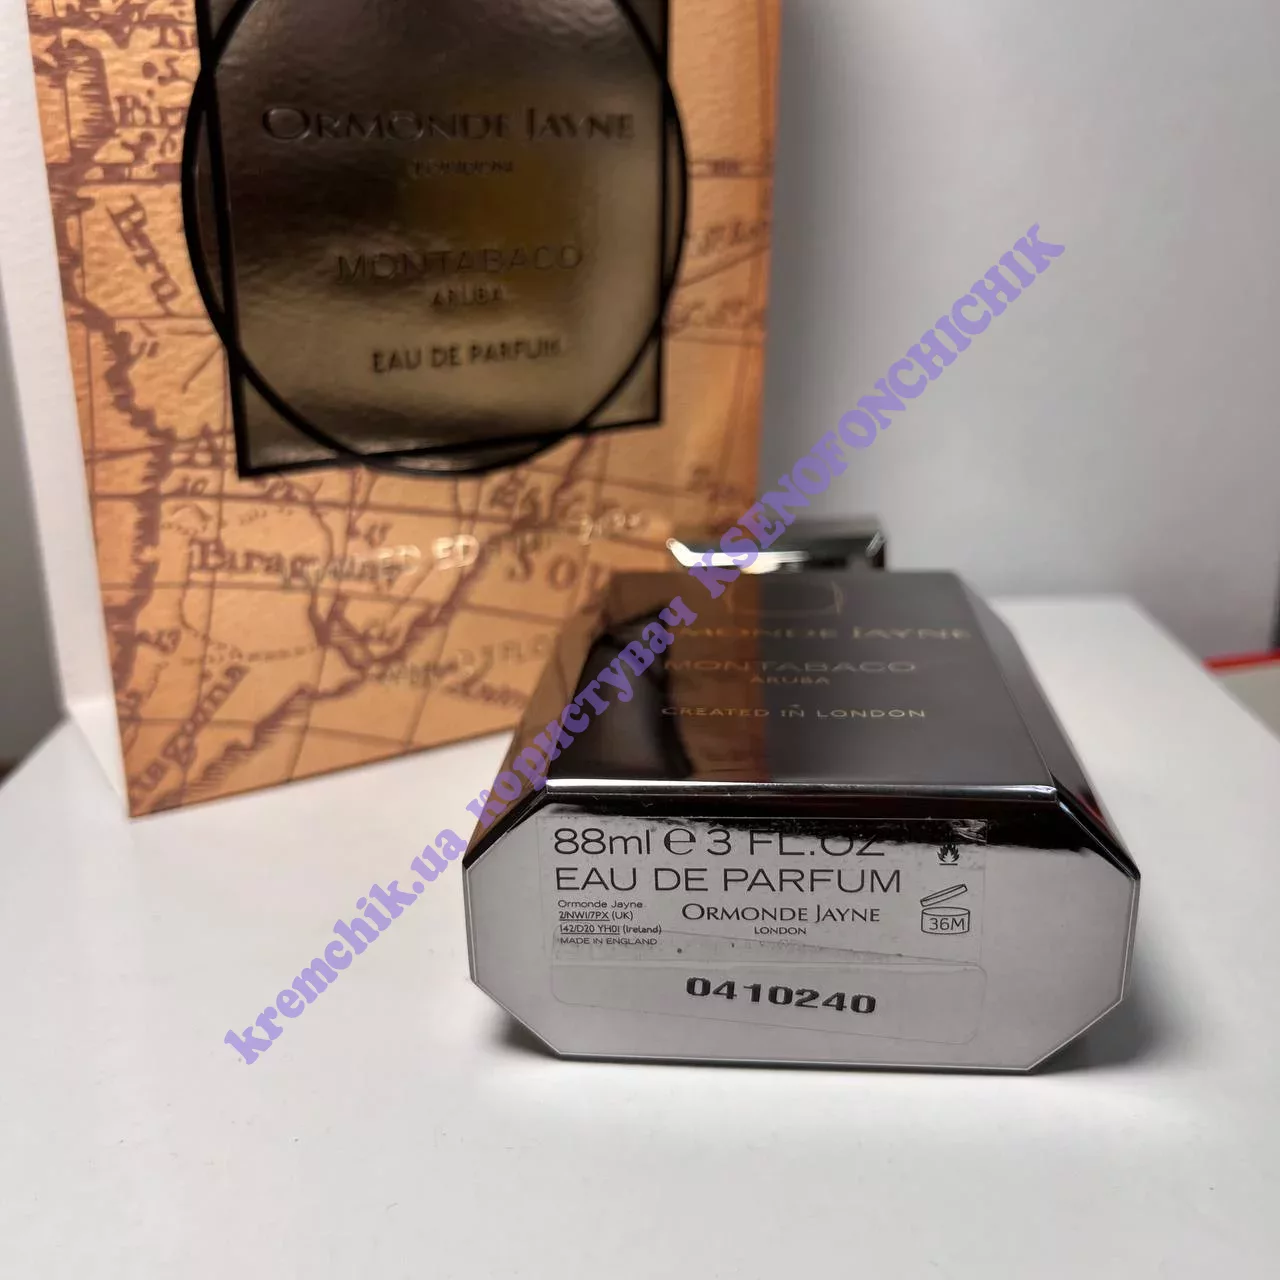 ORMONDE JAYNE
LONDON
MONTABACO
ARUBA
EAU DE PARFUM
Peru
MONDE JAYNE
MONTABACO
ARUBA
CREATED IN LONDON
88ml e 3 FL.OZ
EAU DE PARFUM
Ormonde Jayne
2/NW1/7PX (UK)
142/D20 YH01 (Ireland)
MADE IN ENGLAND
ORMONDE JAYNE
LONDON
36M
0410240
kremchik.ua користувач KSENOFONCHICHIK